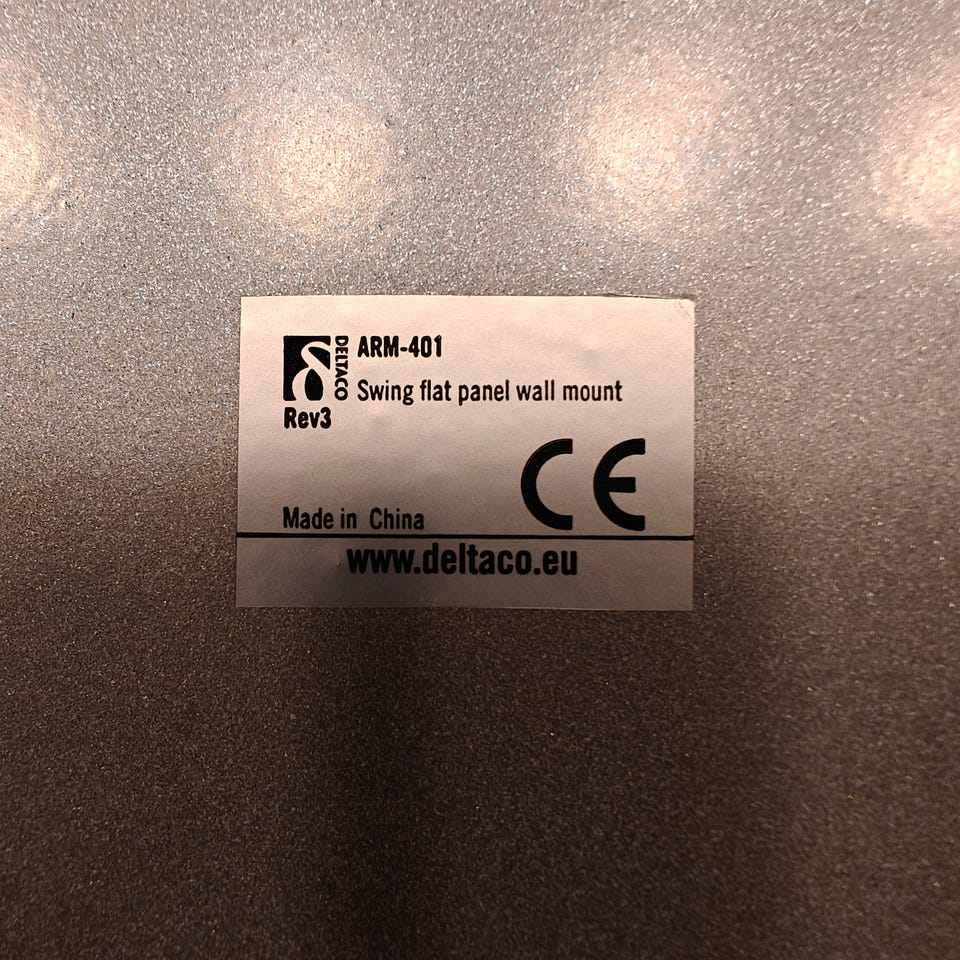 DELTACO
ARM-401
Swing flat panel wall mount
Rev3
CE
Made in China
www.deltaco.eu